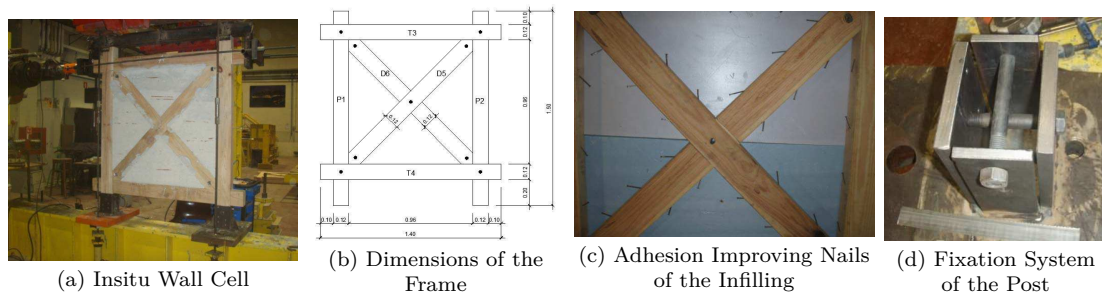 T3
D6
D5
P1
P2
0.12
0.12
T4
0.10
0.12
0.96
0.12
0.20
1.50
0.10
0.12
0.96
0.12
0.10
1.40
(a) Insitu Wall Cell
(b) Dimensions of the
Frame
(c) Adhesion Improving Nails
of the Infilling
(d) Fixation System
of the Post